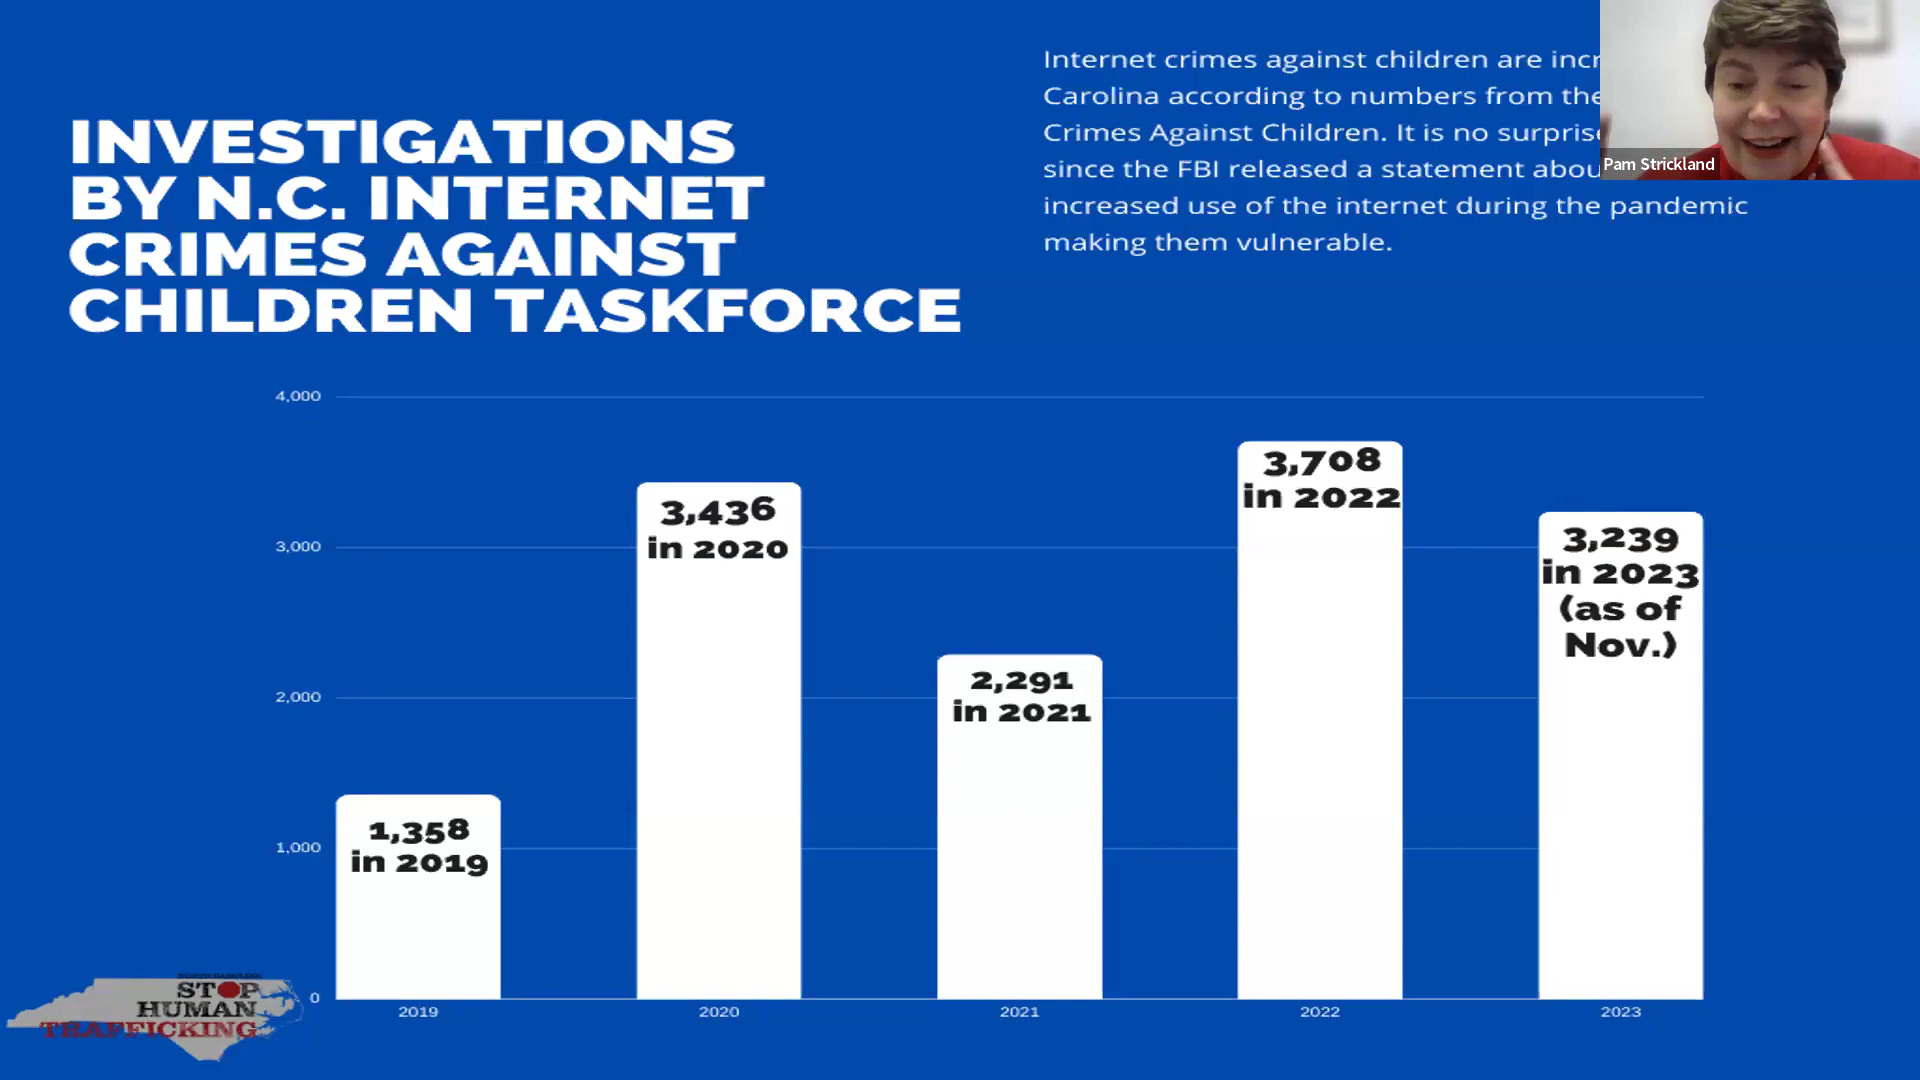 INVESTIGATIONS
BY N.C. INTERNET
CRIMES AGAINST
CHILDREN TASKFORCE
Internet crimes against children are incr
Carolina according to numbers from the
Crimes Against Children. It is no surprise
since the FBI released a statement abou
increased use of the internet during the pandemic
making them vulnerable.
Pam Strickland
4,000
3,000
2,000
1,000
0
1,358
in 2019
3,436
in 2020
2,291
in 2021
3,708
in 2022
3,239
in 2023
(as of
Nov.)
2019
2020
2021
2022
2023
STOP
HUMAN
TRAFFICKING